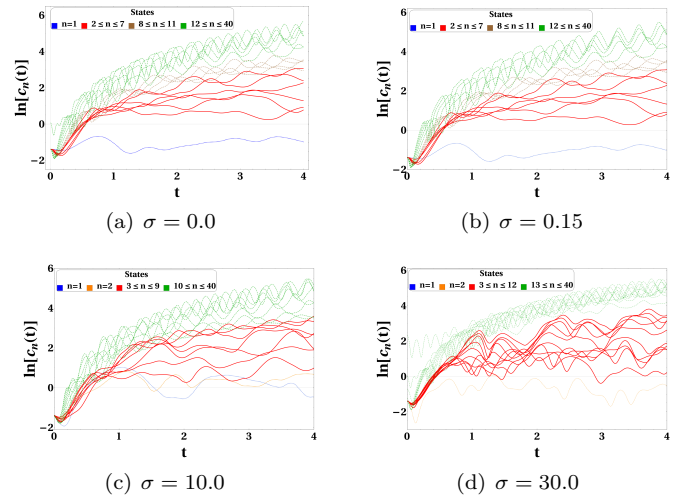 States
n=1 2 ≤ n ≤ 7 8 ≤ n ≤ 11 12 ≤ n ≤ 40
ln[cₙ(t)]
6
4
2
0
−2
0 1 2 3 4
t
(a) σ = 0.0
States
n=1 2 ≤ n ≤ 7 8 ≤ n ≤ 11 12 ≤ n ≤ 40
ln[cₙ(t)]
6
4
2
0
−2
0 1 2 3 4
t
(b) σ = 0.15
States
n=1 n=2 3 ≤ n ≤ 9 10 ≤ n ≤ 40
ln[cₙ(t)]
6
4
2
0
−2
0 1 2 3 4
t
(c) σ = 10.0
States
n=1 n=2 3 ≤ n ≤ 12 13 ≤ n ≤ 40
ln[cₙ(t)]
6
4
2
0
−2
0 1 2 3 4
t
(d) σ = 30.0